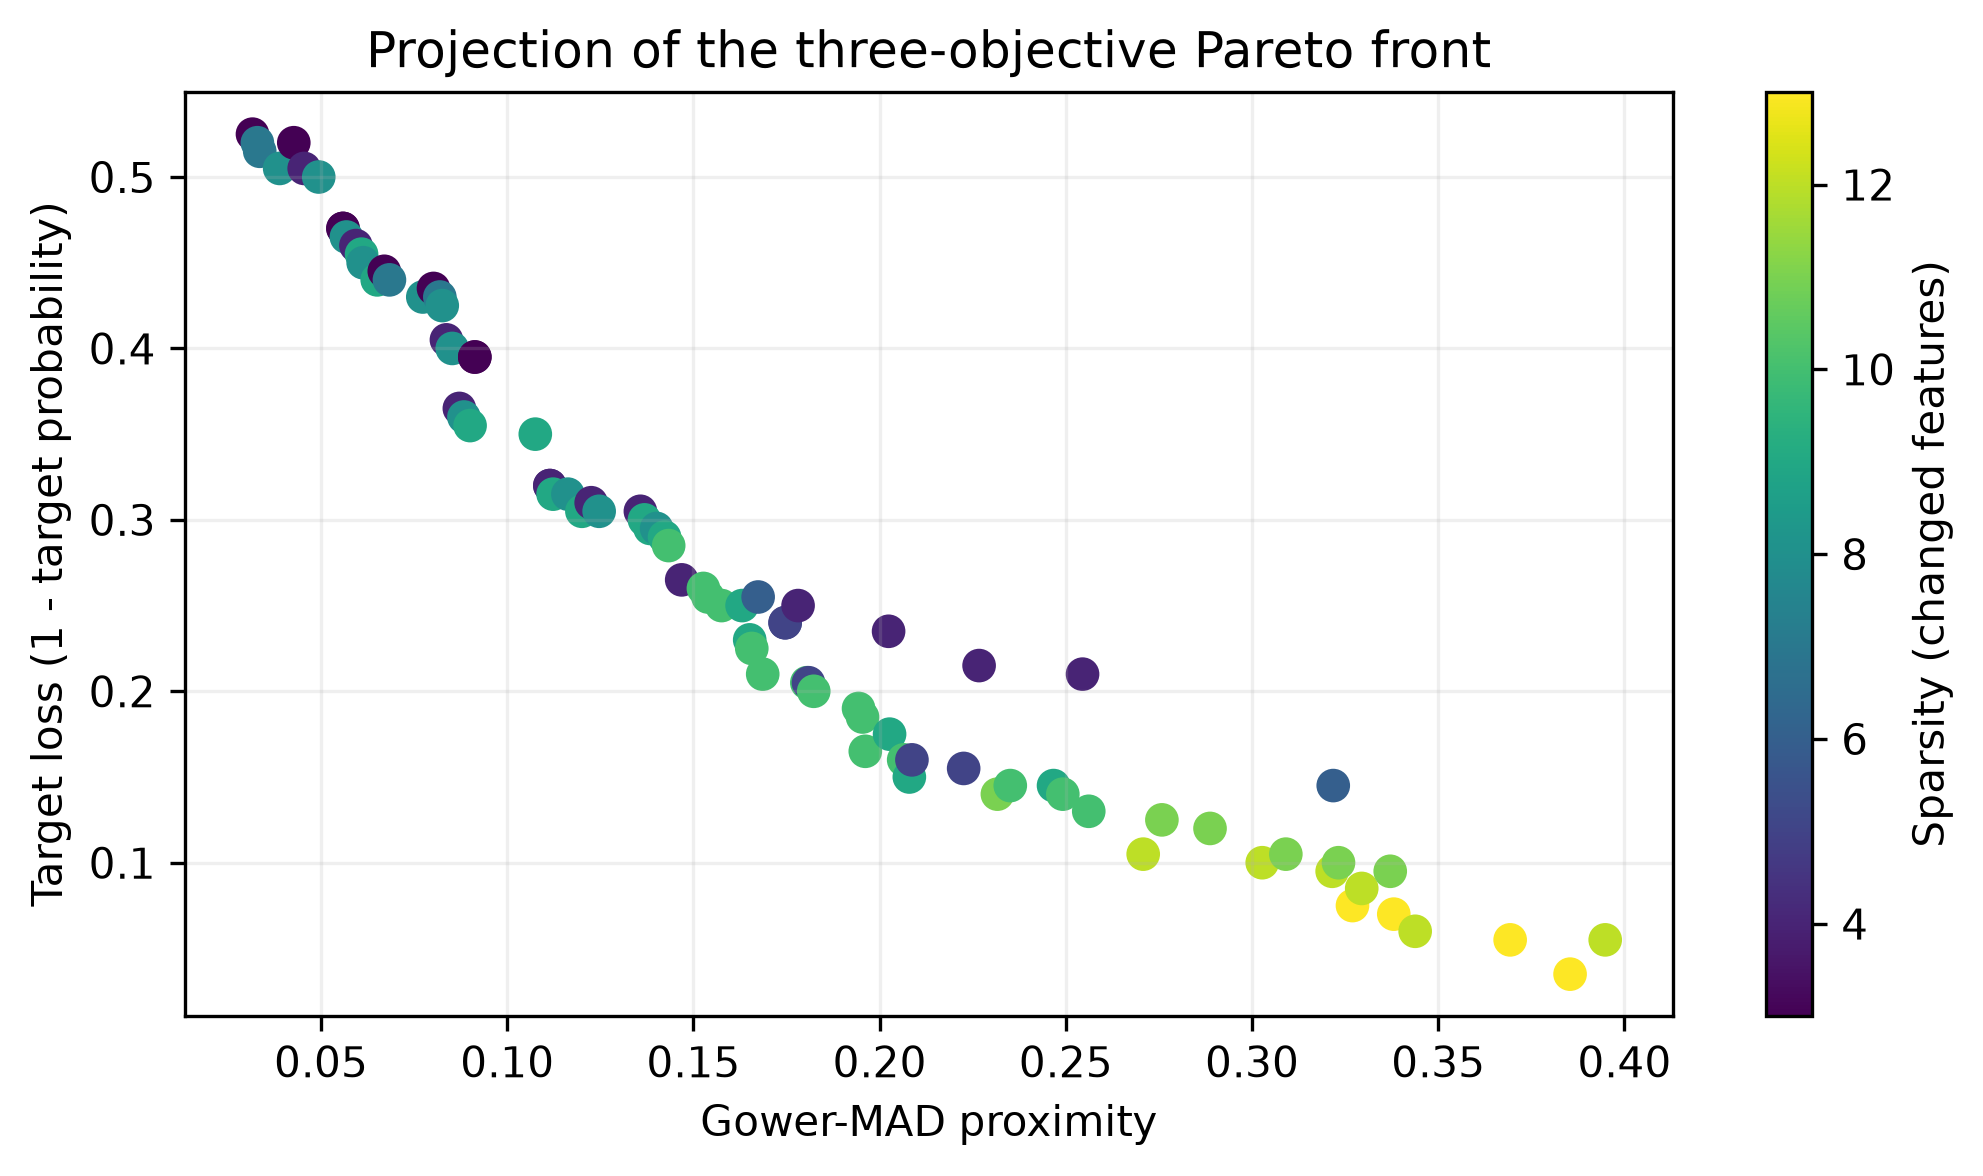 Projection of the three-objective Pareto front
Target loss (1 - target probability)
0.5
0.4
0.3
0.2
0.1
0.05 0.10 0.15 0.20 0.25 0.30 0.35 0.40
Gower-MAD proximity
12
10
8
6
4
Sparsity (changed features)